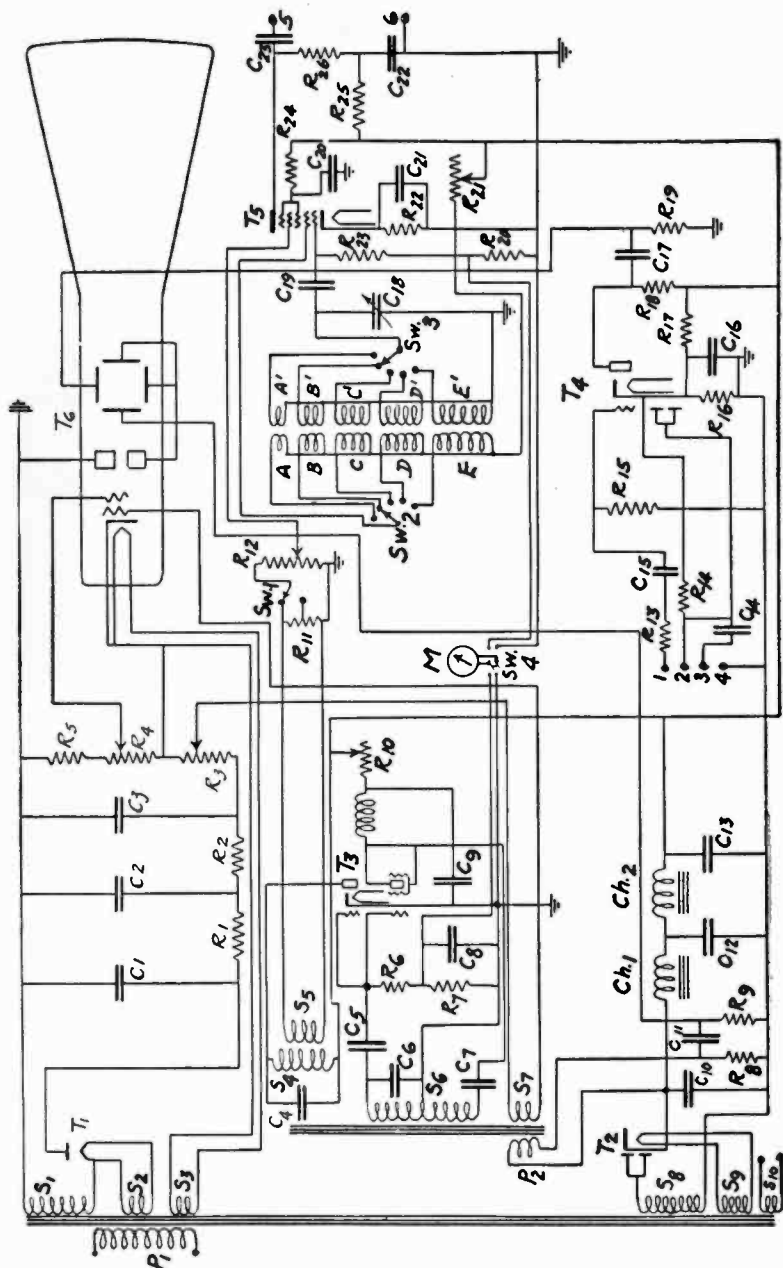 5
6
C23
R26
C22
R25
R24
C20
T5
C21
R22
R21
R23
R20
C19
C18
Sw.3
A'
B'
C'
D'
E'
A
B
C
D
E
Sw.2
T6
R12
Sw.1
R11
R5
R4
R3
C3
C2
C1
R2
R1
T1
S1
S2
S3
P1
M
SW.
4
R10
T3
C9
R6
C8
R7
C5
C6
C7
S5
S4
C4
S6
S7
P2
C17
R19
R18
R17
C16
T4
R16
R15
C15
R14
R13
C14
1
2
3
4
C13
Ch.2
C12
Ch.1
R9
C11
R8
C10
T2
S8
S9
S10